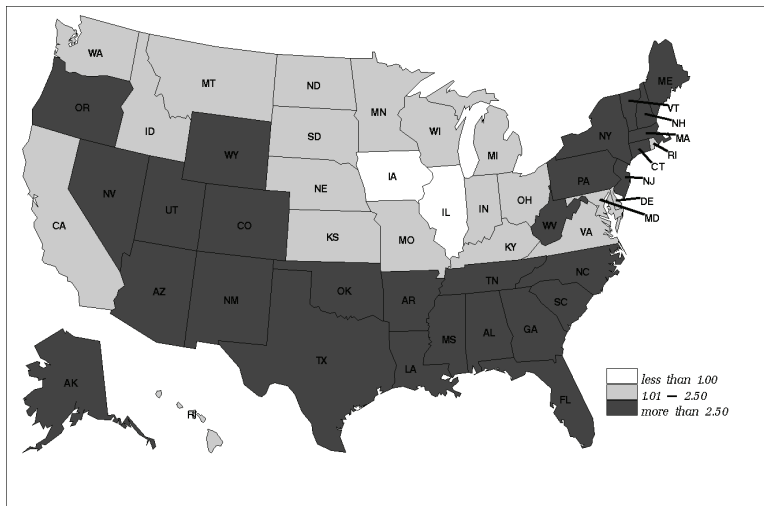 WA
MT
ND
MN
ME
OR
ID
WY
SD
WI
MI
VT
NH
NY
MA
RI
CT
IA
NE
NV
UT
CO
IL
IN
OH
PA
NJ
DE
MD
CA
KS
MO
KY
WV
VA
AZ
NM
OK
AR
TN
NC
SC
TX
LA
MS
AL
GA
FL
AK
RI
less than 1.00
1.01 — 2.50
more than 2.50